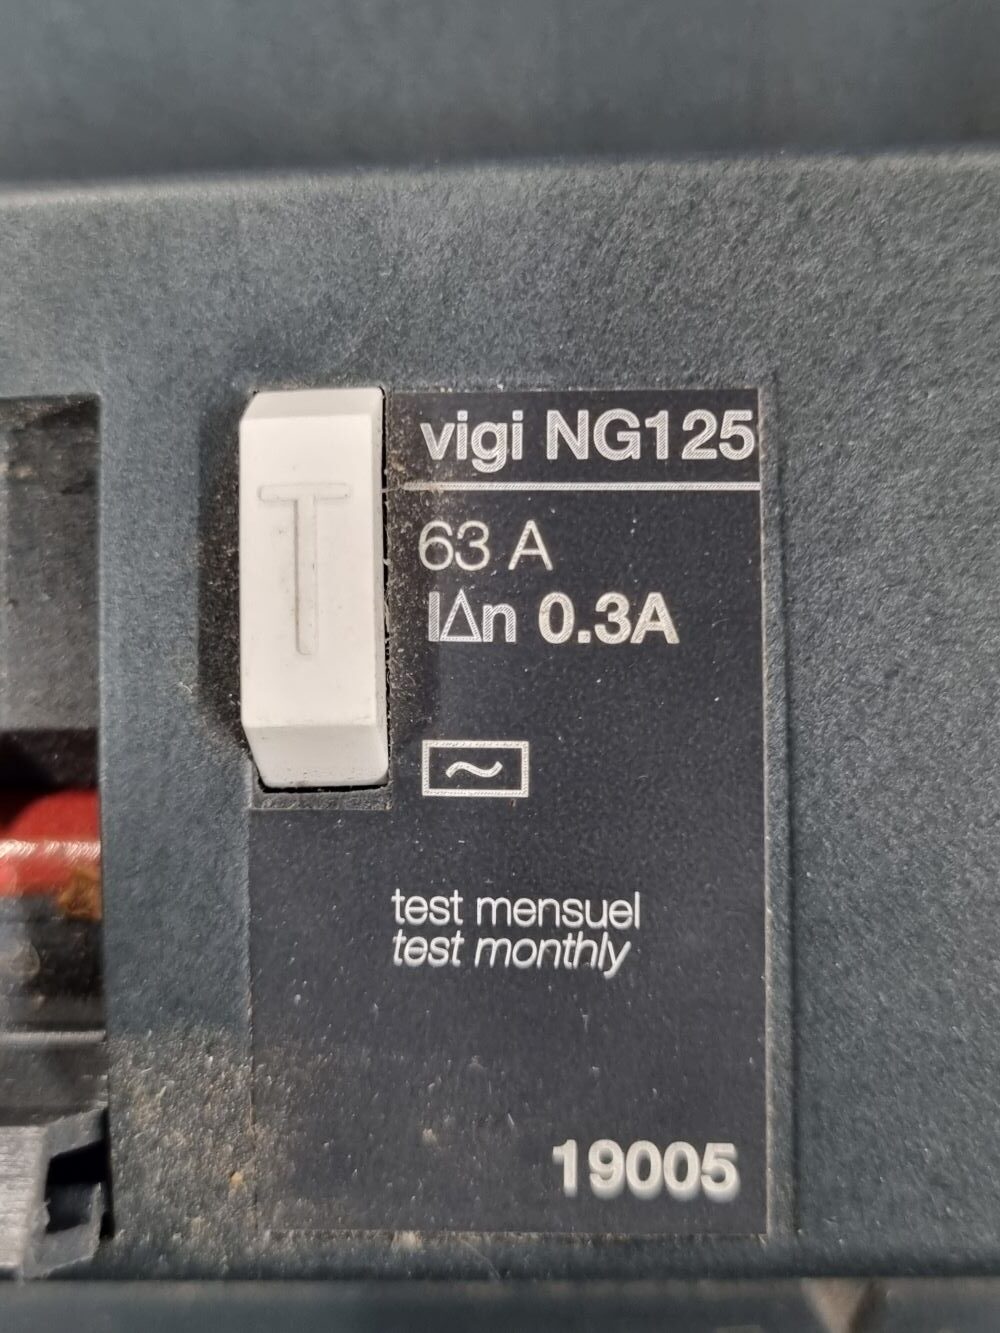 T
vigi NG125
63 A
IΔn 0.3A
~
test mensuel
test monthly
19005